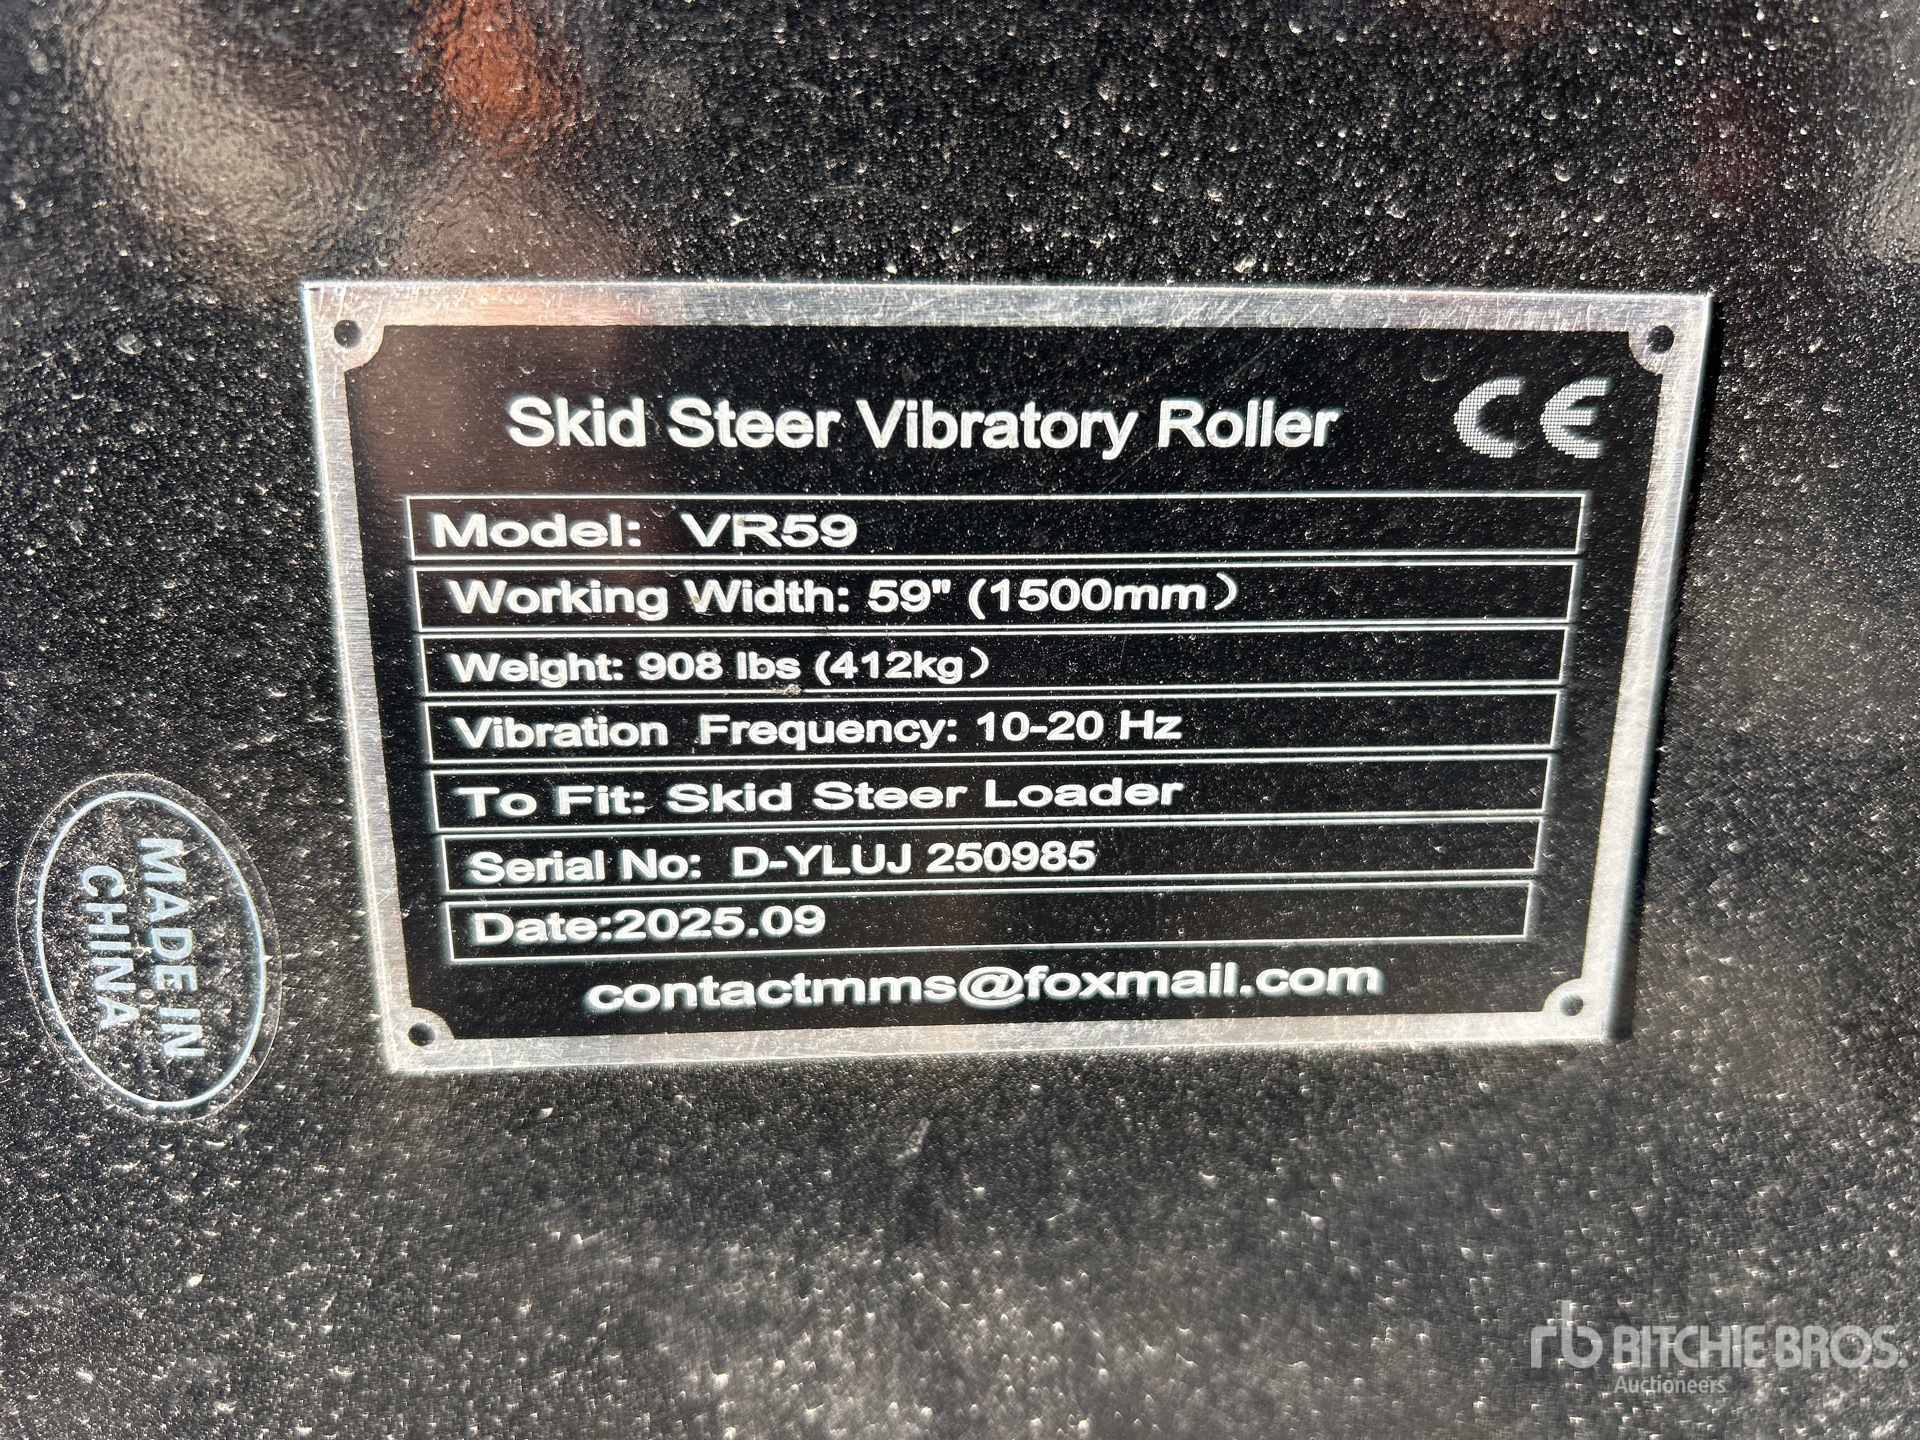 Skid Steer Vibratory Roller
CE
Model: VR59
Working Width: 59" (1500mm)
Weight: 908 lbs (412kg)
Vibration Frequency: 10-20 Hz
To Fit: Skid Steer Loader
Serial No: D-YLUJ 250985
Date:2025.09
contactmms@foxmail.com
MADE IN
CHINA
rb RITCHIE BROS.
Auctioneers